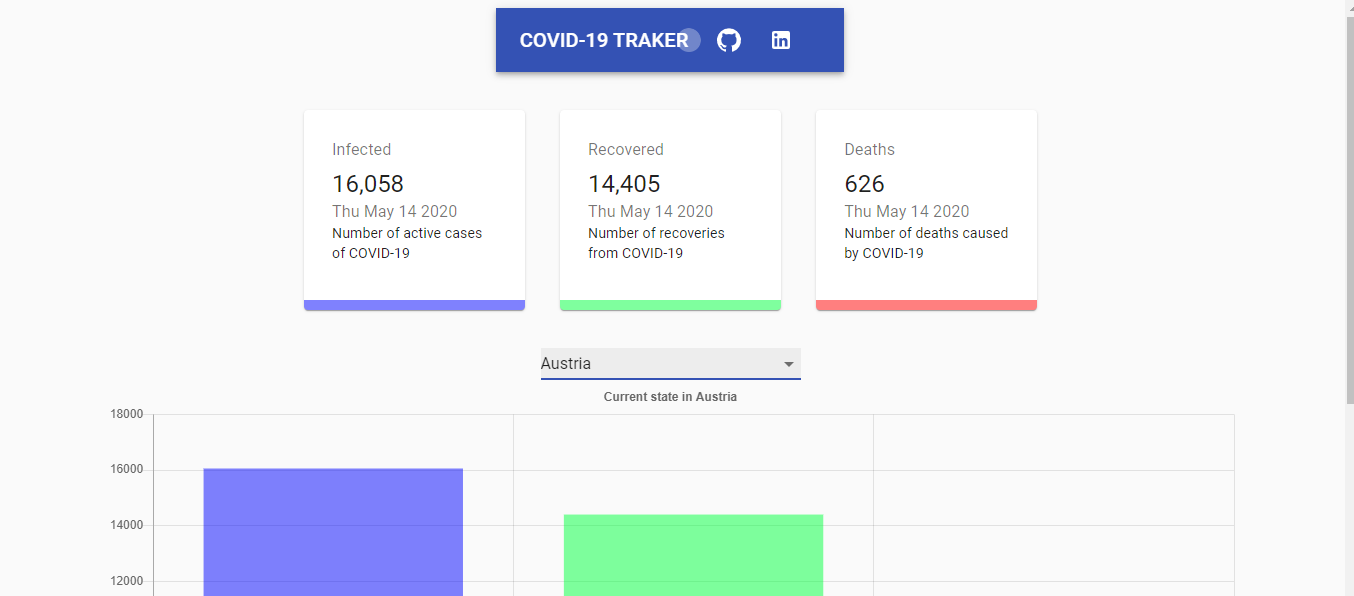 COVID-19 TRAKER
Infected
16,058
Thu May 14 2020
Number of active cases
of COVID-19
Recovered
14,405
Thu May 14 2020
Number of recoveries
from COVID-19
Deaths
626
Thu May 14 2020
Number of deaths caused
by COVID-19
Austria
Current state in Austria
18000
16000
14000
12000